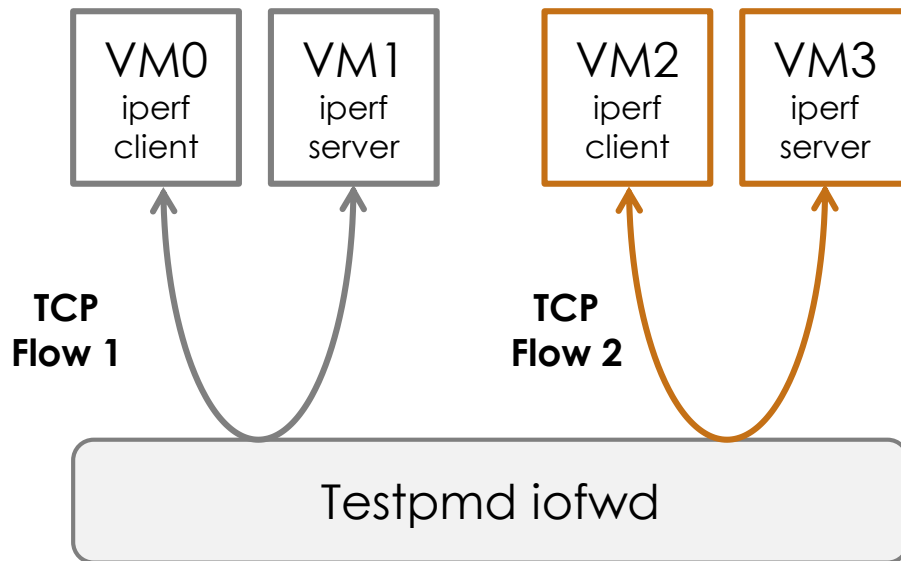 VM0
iperf
client
VM1
iperf
server
VM2
iperf
client
VM3
iperf
server
TCP
Flow 1
TCP
Flow 2
Testpmd iofwd